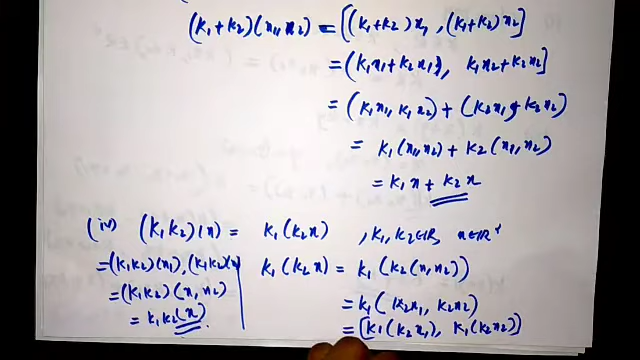 (k₁+k₂)(x₁,x₂) = [(k₁+k₂)x₁, (k₁+k₂)x₂]
= (k₁x₁+k₂x₁), k₁x₂+k₂x₂]
= (k₁x₁, k₁x₂) + (k₂x₁, k₂x₂)
= k₁(x₁,x₂) + k₂(x₁,x₂)
= k₁x + k₂x
(iv) (k₁k₂)(x) = k₁(k₂x) , k₁,k₂∈ℝ x∈ℝ²
=(k₁k₂)(x₁),(k₁k₂)(x
=(k₁k₂)(x₁,x₂)
= k₁k₂(x).
k₁(k₂x) = k₁(k₂(x₁,x₂))
= k₁(k₂x₁, k₂x₂)
= [k₁(k₂x₁), k₁(k₂x₂)]